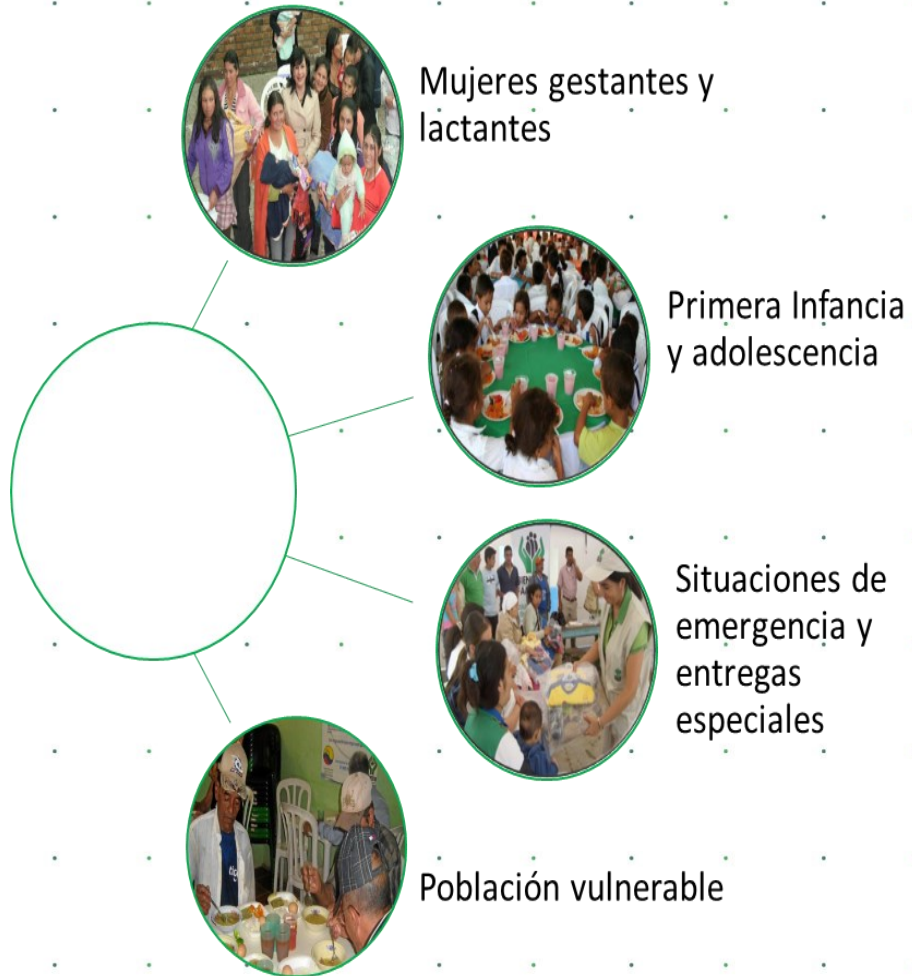 Mujeres gestantes y
lactantes
Primera Infancia
y adolescencia
Situaciones de
emergencia y
entregas
especiales
Población vulnerable